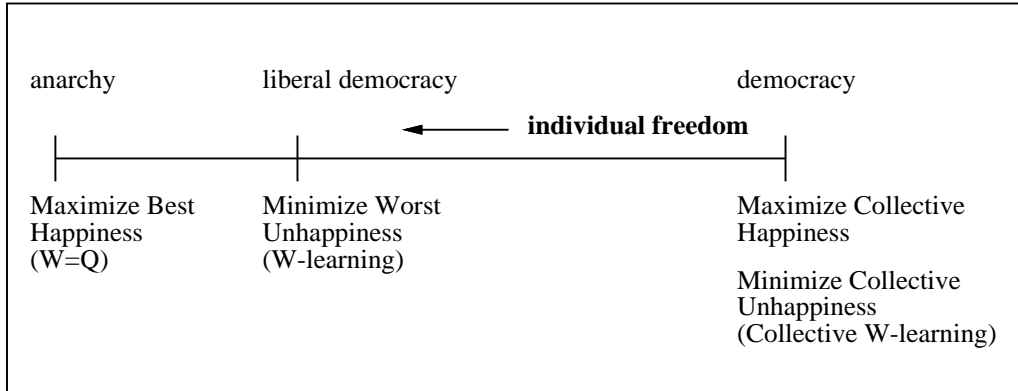 anarchy
liberal democracy
democracy
individual freedom
Maximize Best
Happiness
(W=Q)
Minimize Worst
Unhappiness
(W-learning)
Maximize Collective
Happiness
Minimize Collective
Unhappiness
(Collective W-learning)